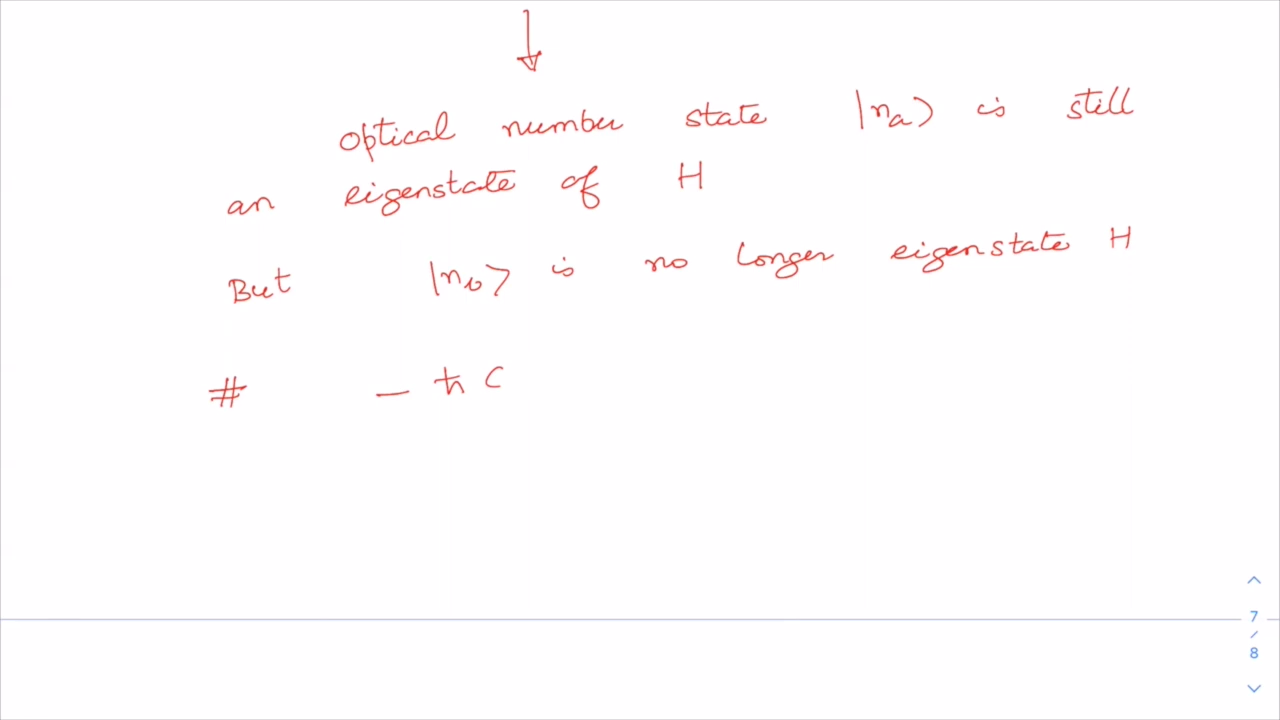 optical number state |n_a⟩ is still
an eigenstate of H
But |n_b⟩ is no longer eigenstate H
# – ħ C
7
/
8